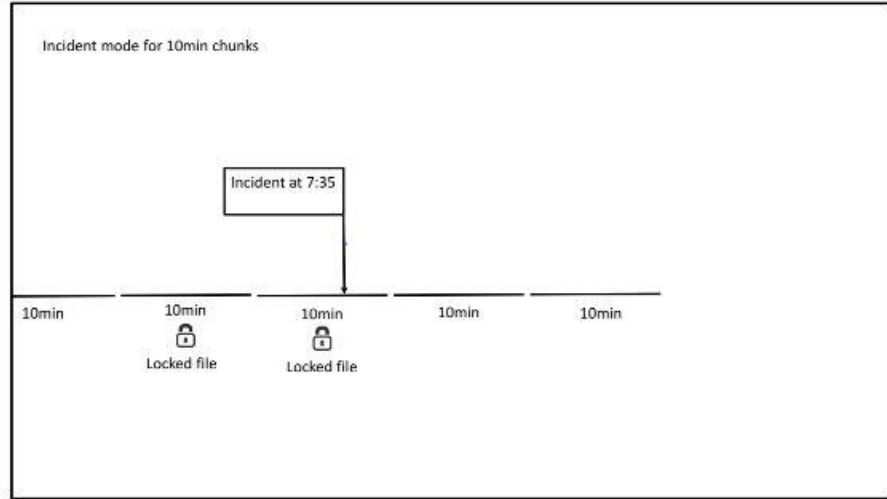 Incident mode for 10min chunks
Incident at 7:35
10min
10min
10min
10min
10min
Locked file
Locked file